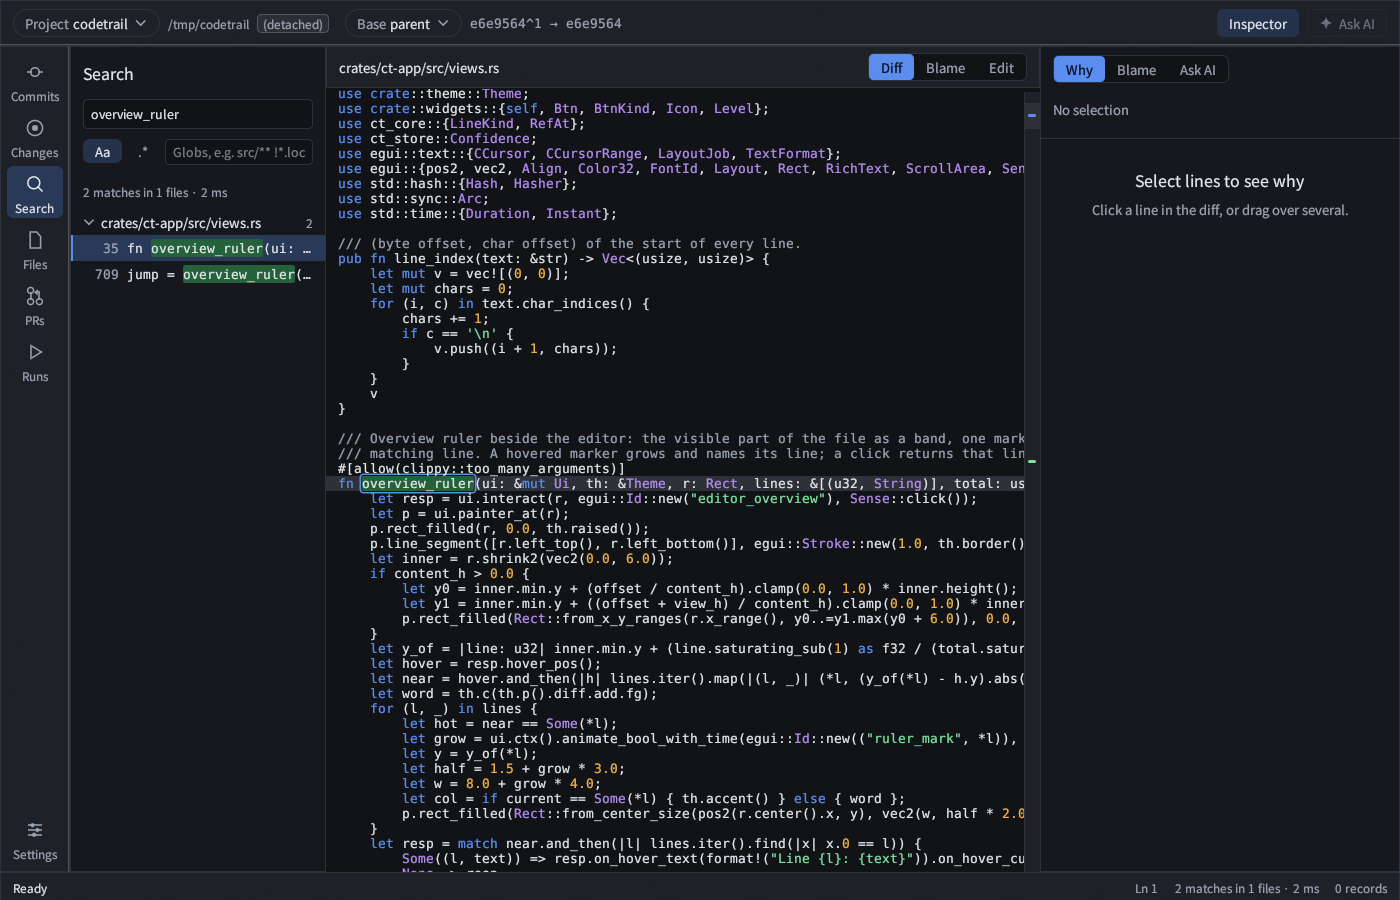 Project codetrail
/tmp/codetrail
(detached)
Base parent
e6e9564^1 → e6e9564
Inspector
Ask AI
Commits
Changes
Search
Files
PRs
Runs
Settings
Search
overview_ruler
Aa
.*
Globs, e.g. src/** !*.loc
2 matches in 1 files · 2 ms
crates/ct-app/src/views.rs
2
35 fn overview_ruler(ui: …
709 jump = overview_ruler(…
crates/ct-app/src/views.rs
Diff
Blame
Edit
use crate::theme::Theme;
use crate::widgets::{self, Btn, BtnKind, Icon, Level};
use ct_core::{LineKind, RefAt};
use ct_store::Confidence;
use egui::text::{CCursor, CCursorRange, LayoutJob, TextFormat};
use egui::{pos2, vec2, Align, Color32, FontId, Layout, Rect, RichText, ScrollArea, Sen
use std::hash::{Hash, Hasher};
use std::sync::Arc;
use std::time::{Duration, Instant};
/// (byte offset, char offset) of the start of every line.
pub fn line_index(text: &str) -> Vec<(usize, usize)> {
    let mut v = vec![(0, 0)];
    let mut chars = 0;
    for (i, c) in text.char_indices() {
        chars += 1;
        if c == '\n' {
            v.push((i + 1, chars));
        }
    }
    v
}
/// Overview ruler beside the editor: the visible part of the file as a band, one mark
/// matching line. A hovered marker grows and names its line; a click returns that lin
#[allow(clippy::too_many_arguments)]
fn overview_ruler(ui: &mut Ui, th: &Theme, r: Rect, lines: &[(u32, String)], total: us
    let resp = ui.interact(r, egui::Id::new("editor_overview"), Sense::click());
    let p = ui.painter_at(r);
    p.rect_filled(r, 0.0, th.raised());
    p.line_segment([r.left_top(), r.left_bottom()], egui::Stroke::new(1.0, th.border()
    let inner = r.shrink2(vec2(0.0, 6.0));
    if content_h > 0.0 {
        let y0 = inner.min.y + (offset / content_h).clamp(0.0, 1.0) * inner.height();
        let y1 = inner.min.y + ((offset + view_h) / content_h).clamp(0.0, 1.0) * inner
        p.rect_filled(Rect::from_x_y_ranges(r.x_range(), y0..=y1.max(y0 + 6.0)), 0.0,
    }
    let y_of = |line: u32| inner.min.y + (line.saturating_sub(1) as f32 / (total.satur
    let hover = resp.hover_pos();
    let near = hover.and_then(|h| lines.iter().map(|(l, _)| (*l, (y_of(*l) - h.y).abs(
    let word = th.c(th.p().diff.add.fg);
    for (l, _) in lines {
        let hot = near == Some(*l);
        let grow = ui.ctx().animate_bool_with_time(egui::Id::new(("ruler_mark", *l)),
        let y = y_of(*l);
        let half = 1.5 + grow * 3.0;
        let w = 8.0 + grow * 4.0;
        let col = if current == Some(*l) { th.accent() } else { word };
        p.rect_filled(Rect::from_center_size(pos2(r.center().x, y), vec2(w, half * 2.0
    }
    let resp = match near.and_then(|l| lines.iter().find(|x| x.0 == l)) {
        Some((l, text)) => resp.on_hover_text(format!("Line {l}: {text}")).on_hover_cu
Why
Blame
Ask AI
No selection
Select lines to see why
Click a line in the diff, or drag over several.
Ready
Ln 1
2 matches in 1 files · 2 ms
0 records